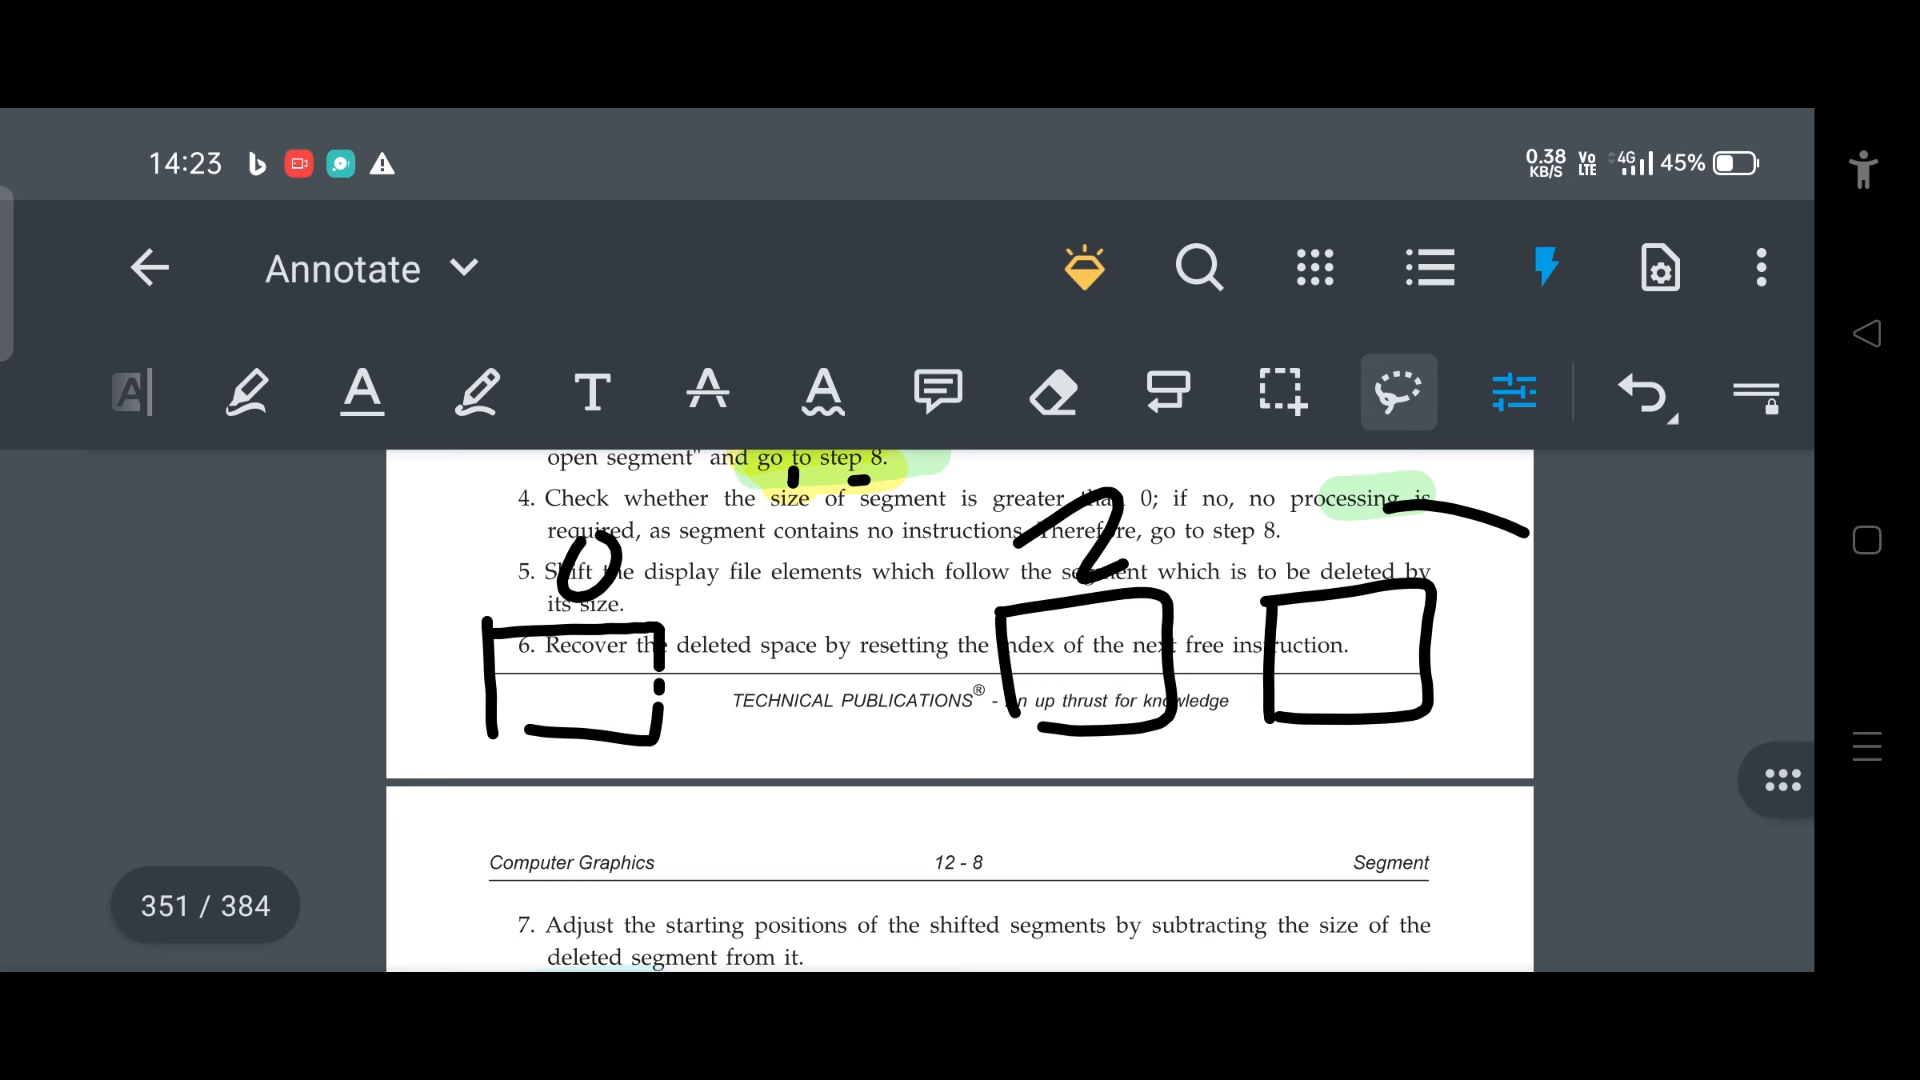 14:23
0.38 KB/S Vo LTE 4G 45%
Annotate
open segment" and go to step 8.
4. Check whether the size of segment is greater than 0; if no, no processing is
required, as segment contains no instructions. Therefore, go to step 8.
0 2
5. Shift the display file elements which follow the segment which is to be deleted by
its size.
6. Recover the deleted space by resetting the index of the next free instruction.
TECHNICAL PUBLICATIONS® - An up thrust for knowledge
Computer Graphics 12 - 8 Segment
351 / 384
7. Adjust the starting positions of the shifted segments by subtracting the size of the
deleted segment from it.